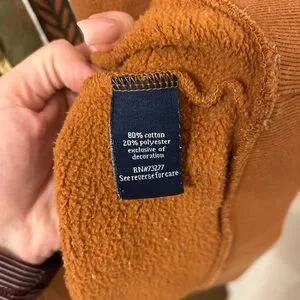 80% cotton
20% polyester
exclusive of
decoration
RN#73277
See reverse for care